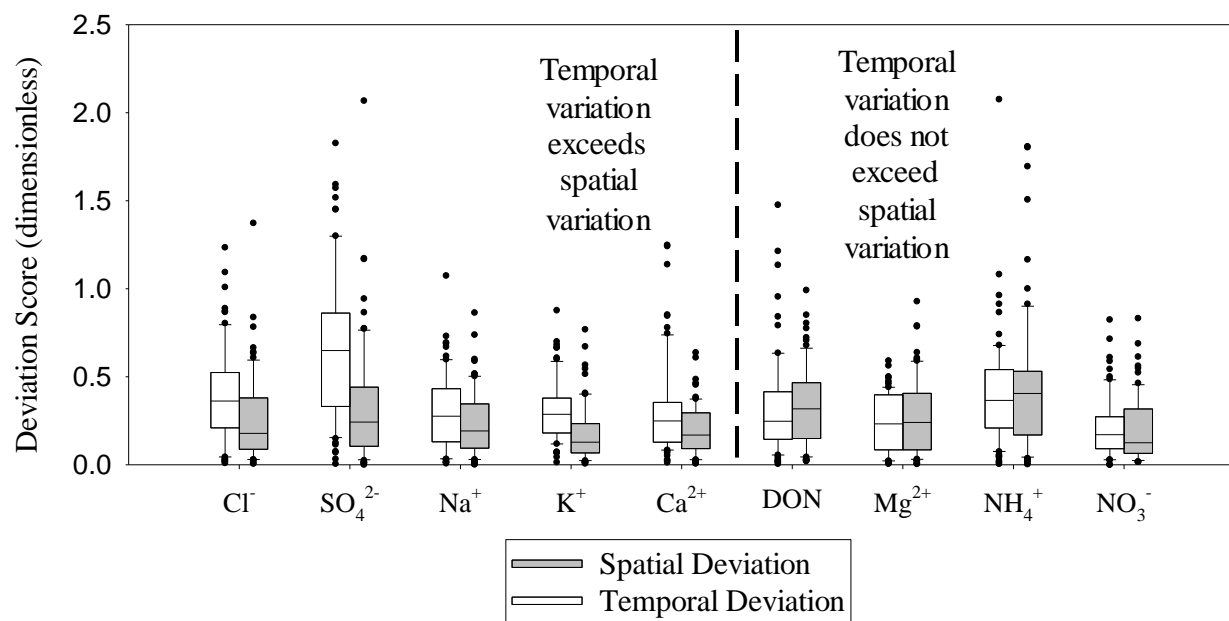 2.5
2.0
1.5
1.0
0.5
0.0
Deviation Score (dimensionless)
Temporal
variation
exceeds
spatial
variation
Temporal
variation
does not
exceed
spatial
variation
Cl⁻ SO₄²⁻ Na⁺ K⁺ Ca²⁺ DON Mg²⁺ NH₄⁺ NO₃⁻
Spatial Deviation
Temporal Deviation